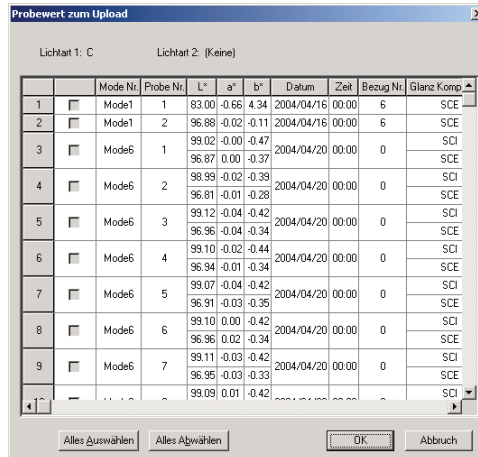 Probewert zum Upload
Lichtart 1: C Lichtart 2: (Keine)
Mode Nr. Probe Nr. L* a* b* Datum Zeit Bezug Nr. Glanz Komp
1 Mode1 1 83.00 -0.66 4.34 2004/04/16 00:00 6 SCE
2 Mode1 2 96.88 -0.02 -0.11 2004/04/16 00:00 6 SCE
3 Mode6 1 99.02 -0.00 -0.47 2004/04/20 00:00 0 SCI
96.87 0.00 -0.37 SCE
4 Mode6 2 98.99 -0.02 -0.39 2004/04/20 00:00 0 SCI
96.81 -0.01 -0.28 SCE
5 Mode6 3 99.12 -0.04 -0.42 2004/04/20 00:00 0 SCI
96.96 -0.04 -0.34 SCE
6 Mode6 4 99.10 -0.02 -0.44 2004/04/20 00:00 0 SCI
96.94 -0.01 -0.34 SCE
7 Mode6 5 99.07 -0.04 -0.42 2004/04/20 00:00 0 SCI
96.91 -0.03 -0.35 SCE
8 Mode6 6 99.10 0.00 -0.42 2004/04/20 00:00 0 SCI
96.96 0.02 -0.34 SCE
9 Mode6 7 99.11 -0.03 -0.42 2004/04/20 00:00 0 SCI
96.95 -0.03 -0.33 SCE
99.09 0.01 -0.42 SCI
Alles Auswählen Alles Abwählen OK Abbruch